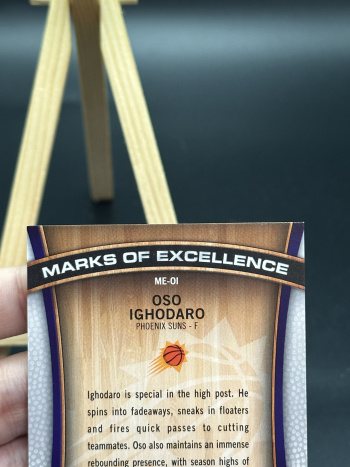 MARKS OF EXCELLENCE
ME-OI
OSO
IGHODARO
PHOENIX SUNS - F
Ighodaro is special in the high post. He
spins into fadeaways, sneaks in floaters
and fires quick passes to cutting
teammates. Oso also maintains an immense
rebounding presence, with season highs of